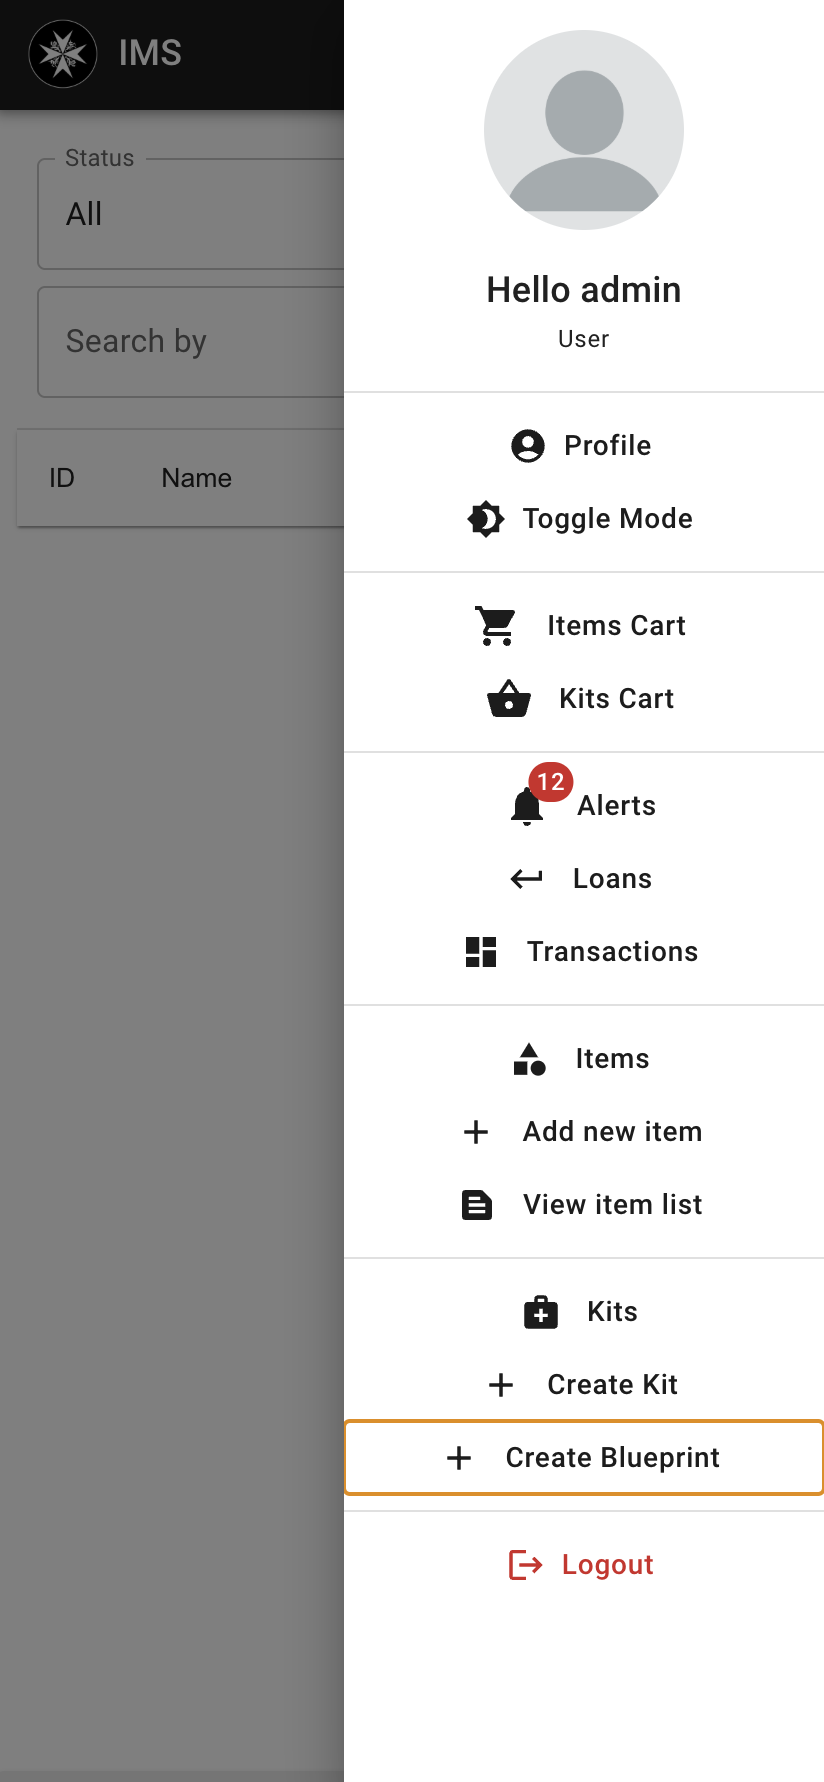 IMS
Status
All
Search by
ID Name
Hello admin
User
Profile
Toggle Mode
Items Cart
Kits Cart
12
Alerts
Loans
Transactions
Items
Add new item
View item list
Kits
Create Kit
Create Blueprint
Logout